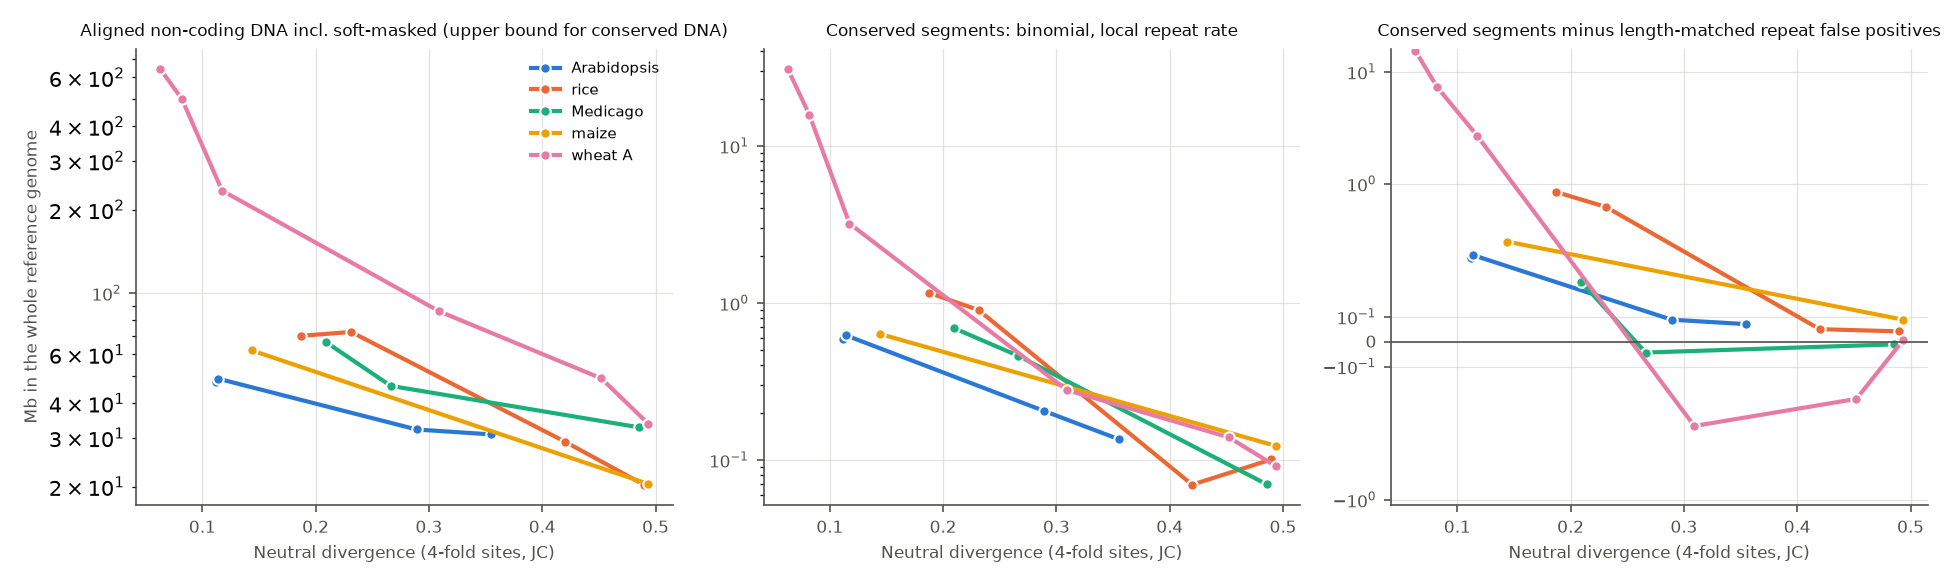 Aligned non-coding DNA incl. soft-masked (upper bound for conserved DNA)
Mb in the whole reference genome
6 × 10²
4 × 10²
3 × 10²
2 × 10²
10²
6 × 10¹
4 × 10¹
3 × 10¹
2 × 10¹
Arabidopsis
rice
Medicago
maize
wheat A
0.1 0.2 0.3 0.4 0.5
Neutral divergence (4-fold sites, JC)
Conserved segments: binomial, local repeat rate
10¹
10⁰
10⁻¹
0.1 0.2 0.3 0.4 0.5
Neutral divergence (4-fold sites, JC)
Conserved segments minus length-matched repeat false positives
10¹
10⁰
10⁻¹
0
−10⁻¹
−10⁰
0.1 0.2 0.3 0.4 0.5
Neutral divergence (4-fold sites, JC)